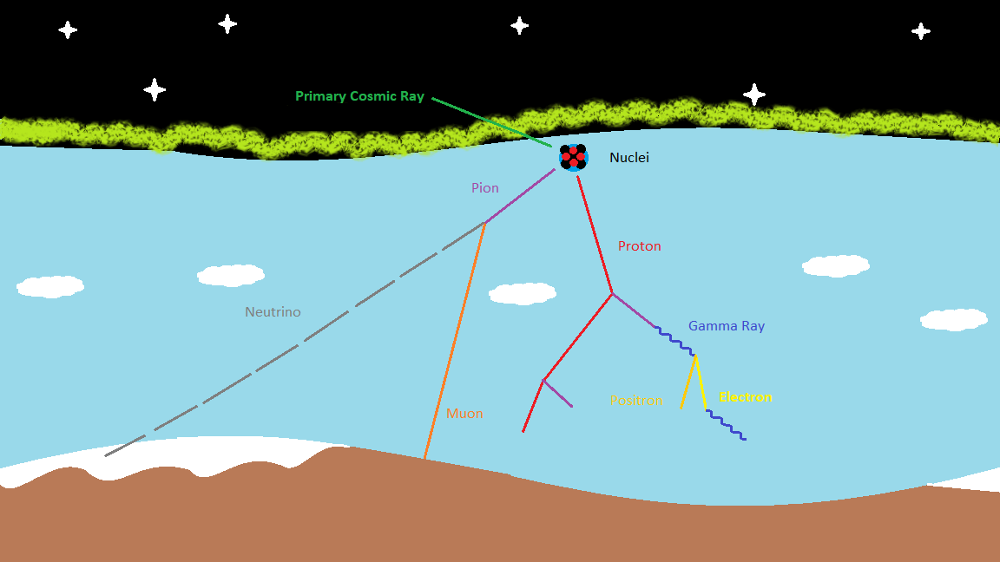 Primary Cosmic Ray
Nuclei
Pion
Proton
Neutrino
Gamma Ray
Positron
Electron
Muon